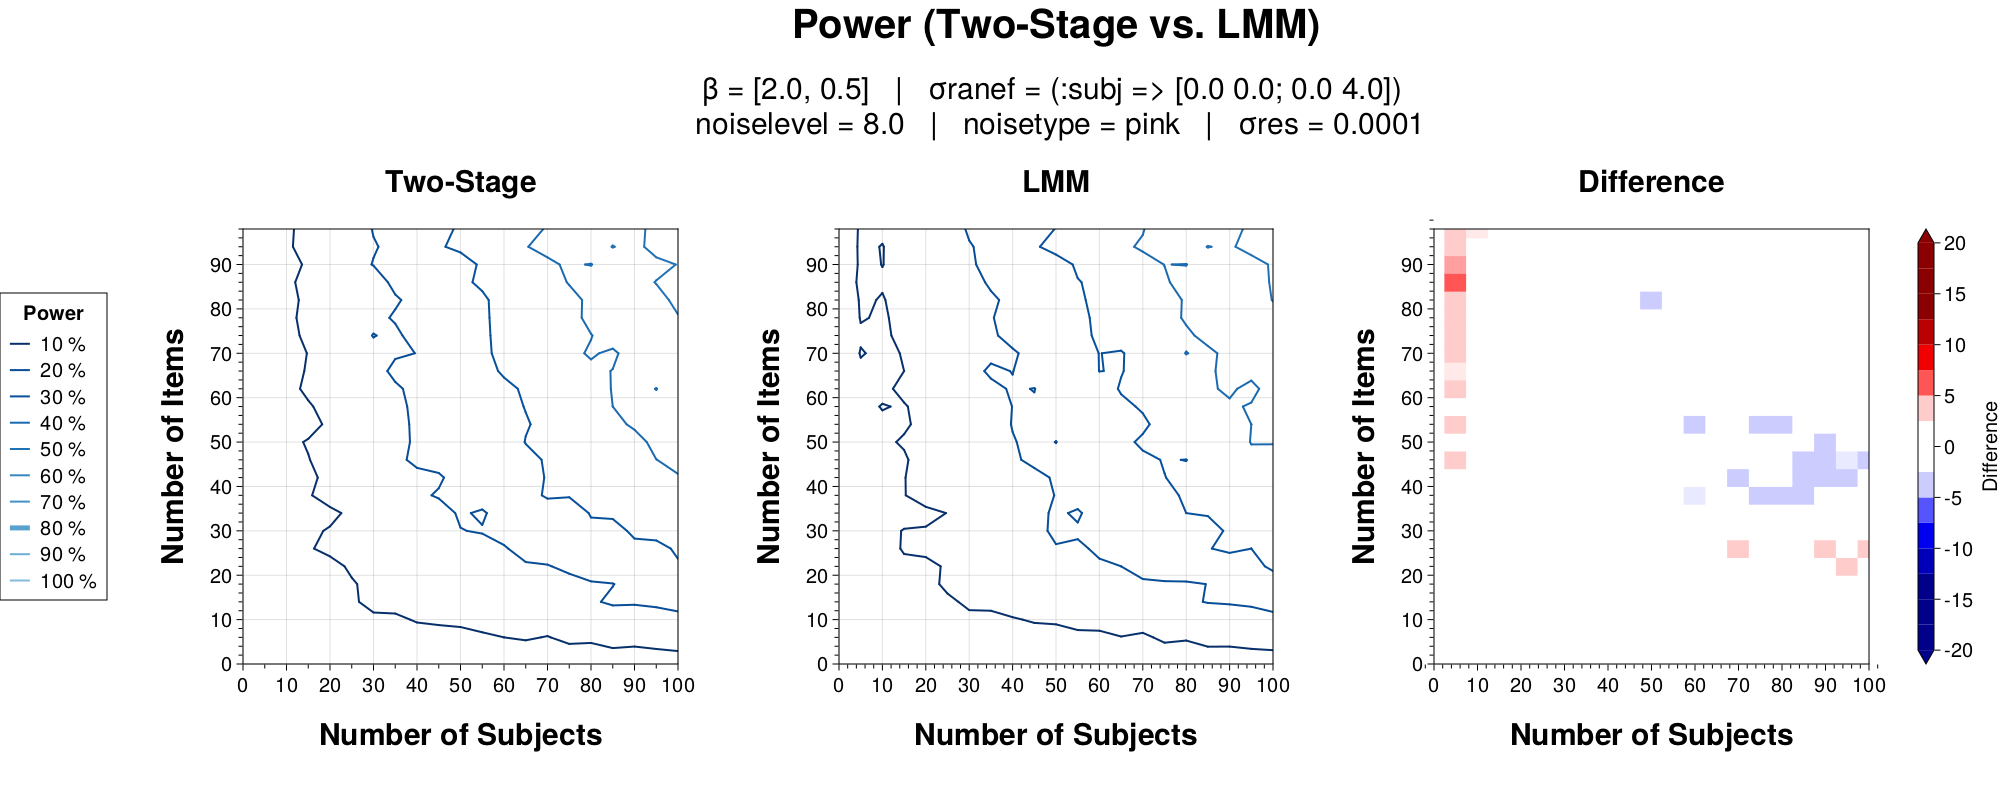 Power (Two-Stage vs. LMM)
β = [2.0, 0.5] | σranef = (:subj => [0.0 0.0; 0.0 4.0])
noiselevel = 8.0 | noisetype = pink | σres = 0.0001
Power
10 %
20 %
30 %
40 %
50 %
60 %
70 %
80 %
90 %
100 %
Two-Stage
Number of Items
90
80
70
60
50
40
30
20
10
0
0 10 20 30 40 50 60 70 80 90 100
Number of Subjects
LMM
Number of Items
90
80
70
60
50
40
30
20
10
0
0 10 20 30 40 50 60 70 80 90 100
Number of Subjects
Difference
Number of Items
90
80
70
60
50
40
30
20
10
0
0 10 20 30 40 50 60 70 80 90 100
Number of Subjects
20
15
10
5
0
-5
-10
-15
-20
Difference